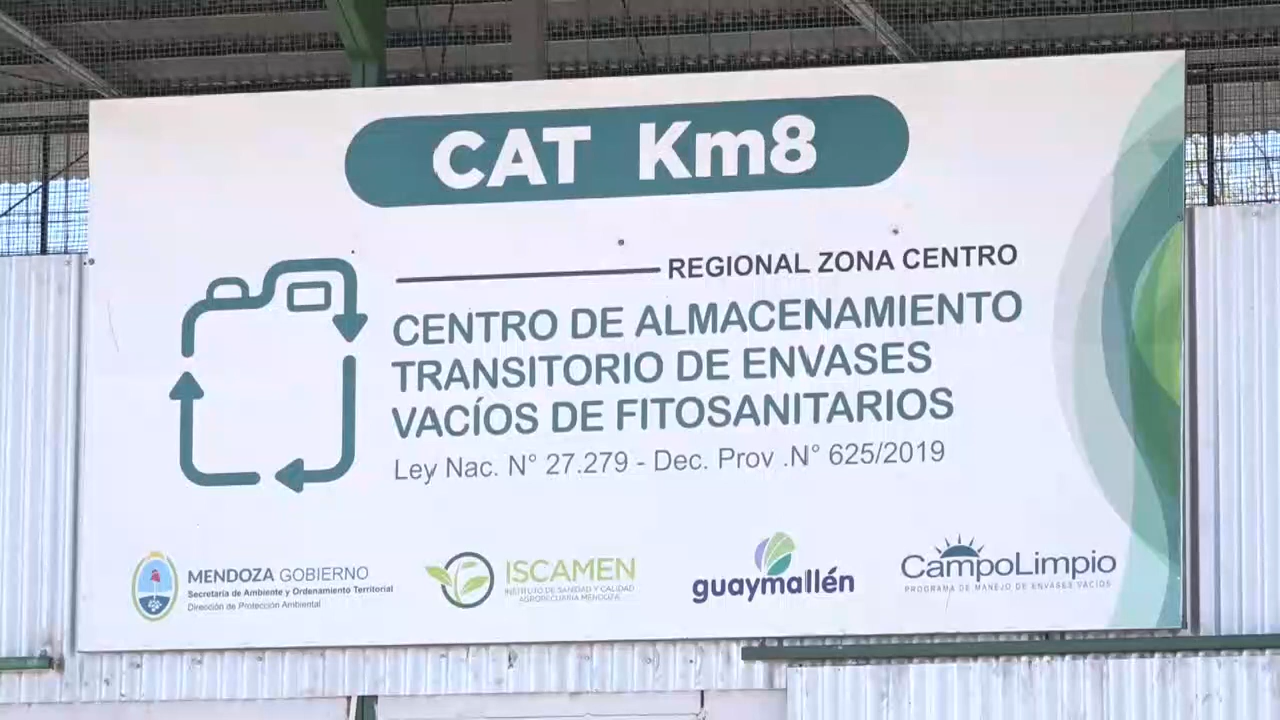 CAT Km8
REGIONAL ZONA CENTRO
CENTRO DE ALMACENAMIENTO
TRANSITORIO DE ENVASES
VACÍOS DE FITOSANITARIOS
Ley Nac. N° 27.279 - Dec. Prov .N° 625/2019
MENDOZA GOBIERNO
Secretaría de Ambiente y Ordenamiento Territorial
Dirección de Protección Ambiental
ISCAMEN
INSTITUTO DE SANIDAD Y CALIDAD
AGROPECUARIA MENDOZA
guaymallén
CampoLimpio
PROGRAMA DE MANEJO DE ENVASES VACÍOS